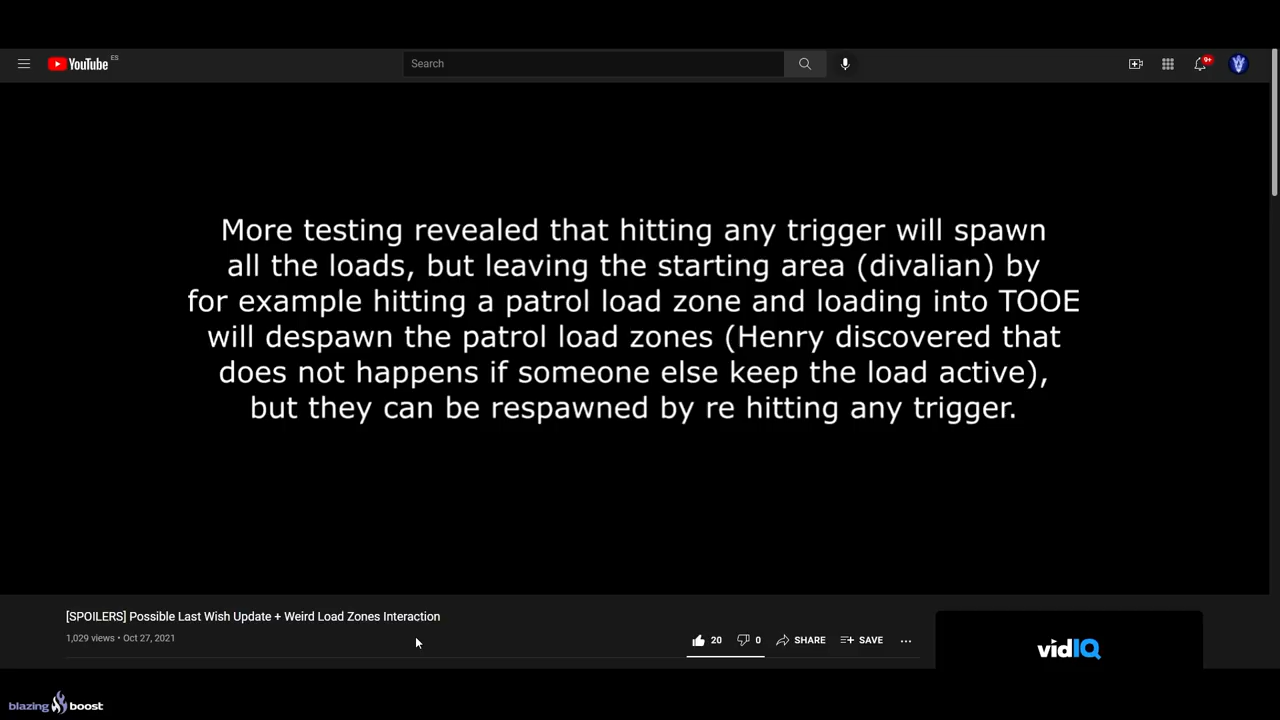 YouTube ES
Search
9+
More testing revealed that hitting any trigger will spawn
all the loads, but leaving the starting area (divalian) by
for example hitting a patrol load zone and loading into TOOE
will despawn the patrol load zones (Henry discovered that
does not happens if someone else keep the load active),
but they can be respawned by re hitting any trigger.
[SPOILERS] Possible Last Wish Update + Weird Load Zones Interaction
1,029 views • Oct 27, 2021
20 0 SHARE SAVE
vidIQ
blazing boost